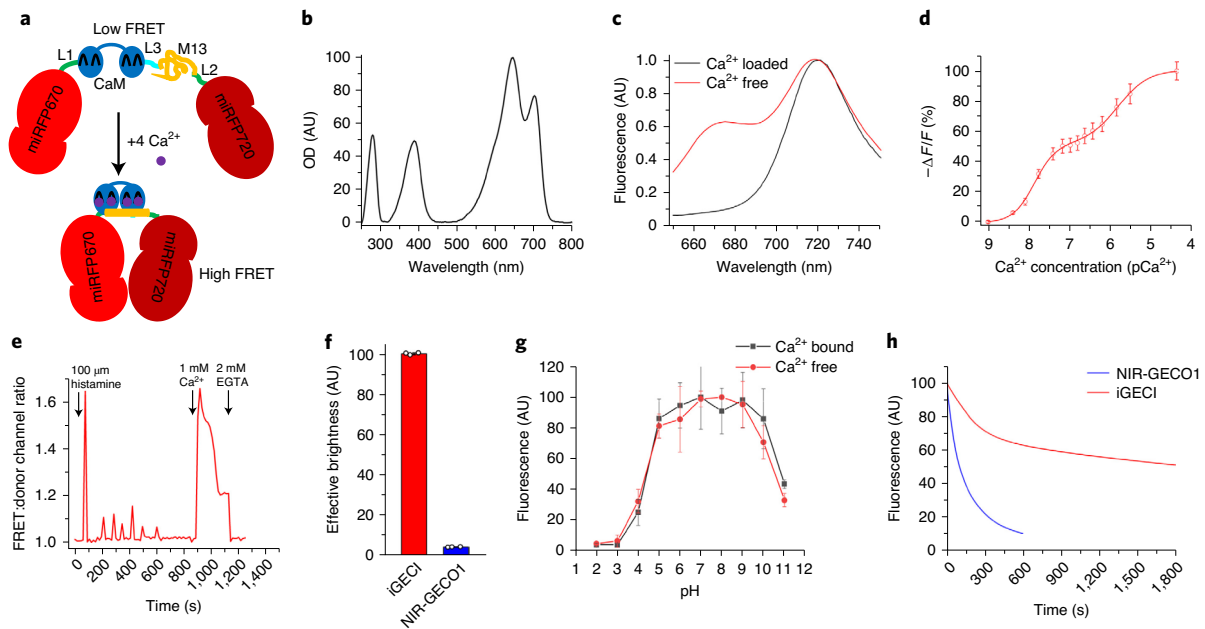 a
Low FRET
L1
L3
M13
L2
CaM
miRFP670
miRFP720
+4 Ca²⁺
miRFP670
miRFP720
High FRET
b
OD (AU)
100
80
60
40
20
0
300 400 500 600 700 800
Wavelength (nm)
c
Ca²⁺ loaded
Ca²⁺ free
Fluorescence (AU)
1.0
0.8
0.6
0.4
0.2
0
660 680 700 720 740
Wavelength (nm)
d
−ΔF/F (%)
100
80
60
40
20
0
9 8 7 6 5 4
Ca²⁺ concentration (pCa²⁺)
e
100 μm
histamine
1 mM
Ca²⁺
2 mM
EGTA
FRET:donor channel ratio
1.6
1.4
1.2
1.0
0 200 400 600 800 1,000 1,200 1,400
Time (s)
f
Effective brightness (AU)
100
80
60
40
20
0
iGECI
NIR-GECO1
g
Ca²⁺ bound
Ca²⁺ free
Fluorescence (AU)
120
100
80
60
40
20
0
1 2 3 4 5 6 7 8 9 10 11 12
pH
h
NIR-GECO1
iGECI
Fluorescence (AU)
100
80
60
40
20
0
0 300 600 900 1,200 1,500 1,800
Time (s)